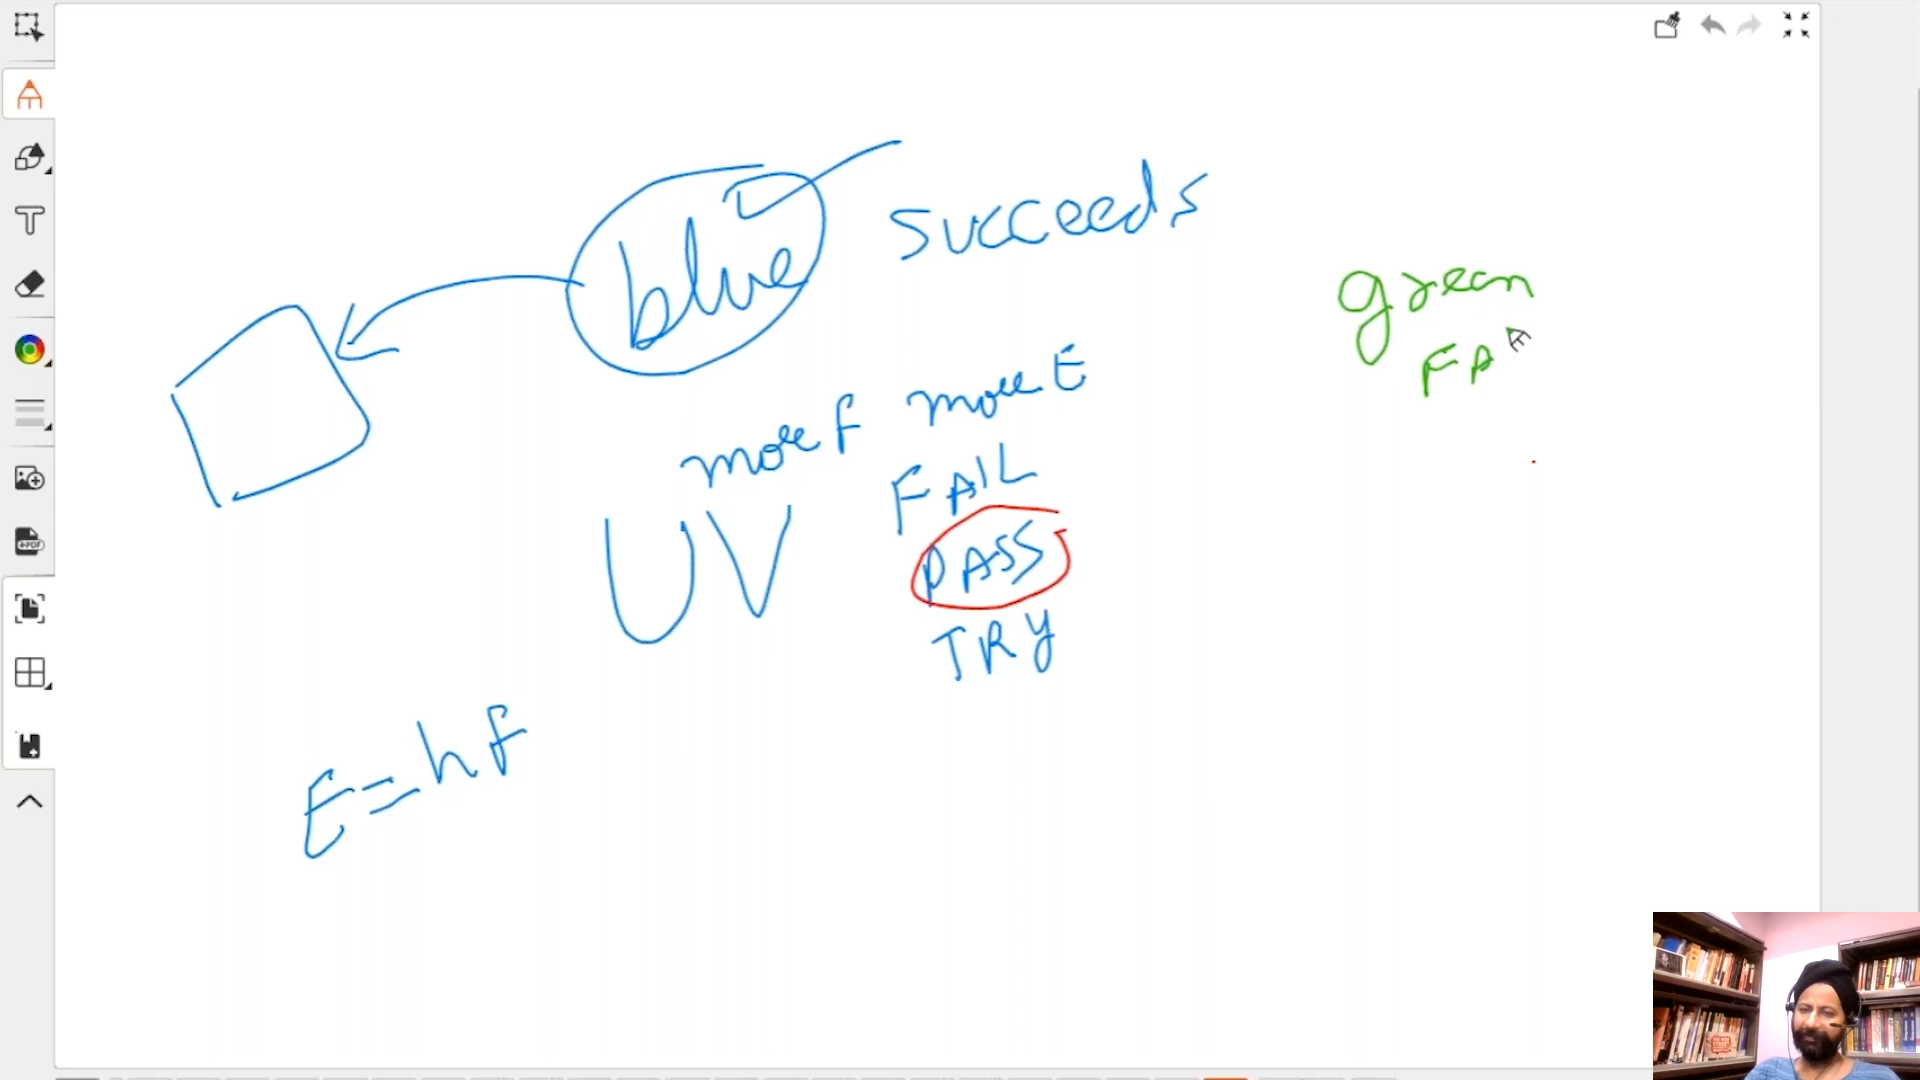 succeeds
blue
green
FA
more f more E
FAIL
UV
PASS
TRY
E = hf